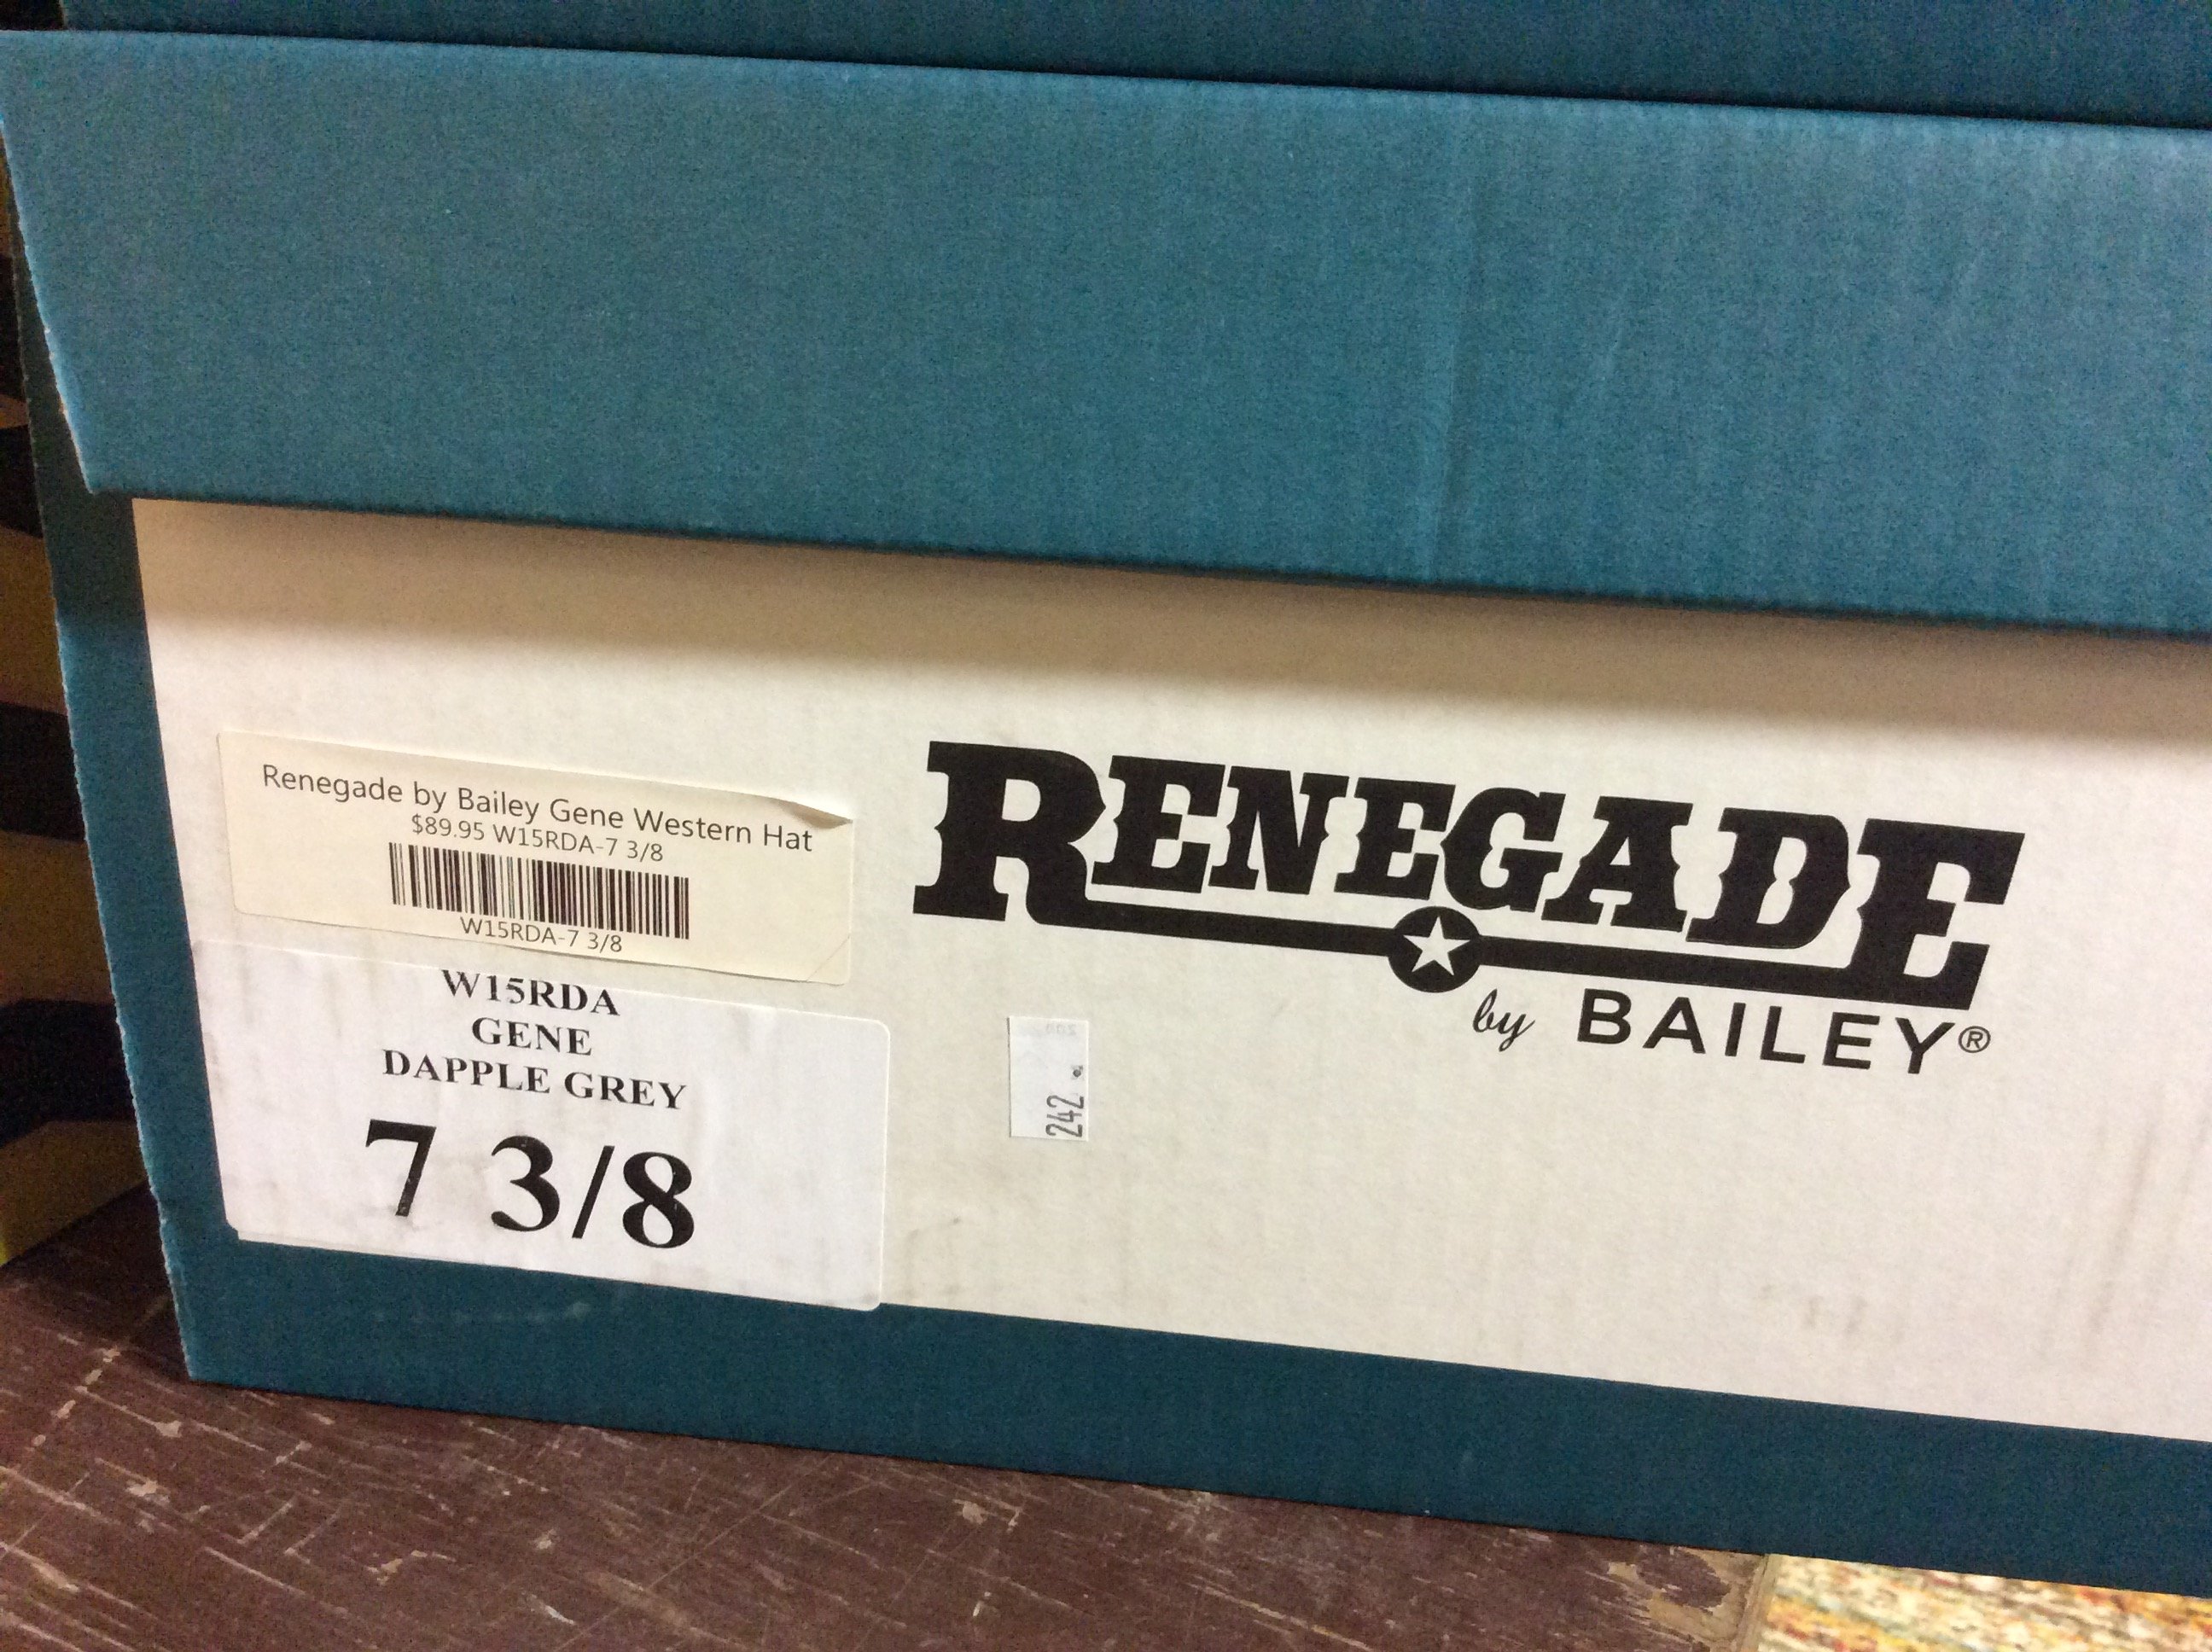 Renegade by Bailey Gene Western Hat
$89.95 W15RDA-7 3/8
W15RDA-7 3/8
W15RDA
GENE
DAPPLE GREY
7 3/8
RENEGADE
by BAILEY®
242